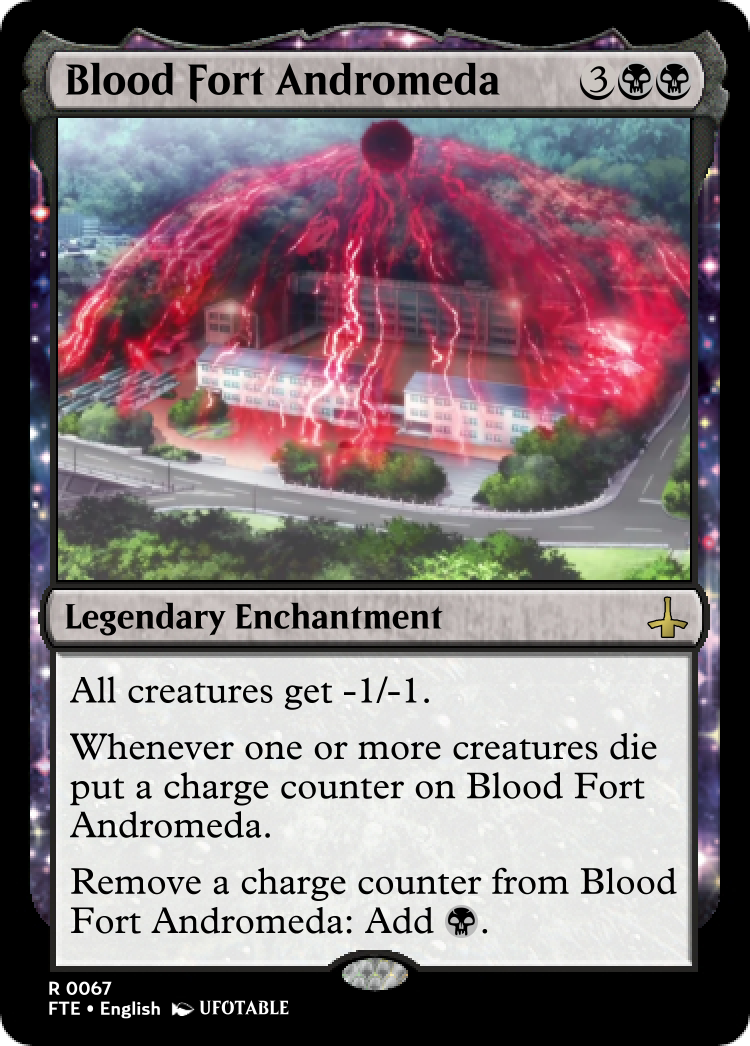 Blood Fort Andromeda 3
Legendary Enchantment
All creatures get -1/-1.
Whenever one or more creatures die
put a charge counter on Blood Fort
Andromeda.
Remove a charge counter from Blood
Fort Andromeda: Add .
R 0067
FTE • English UFOTABLE